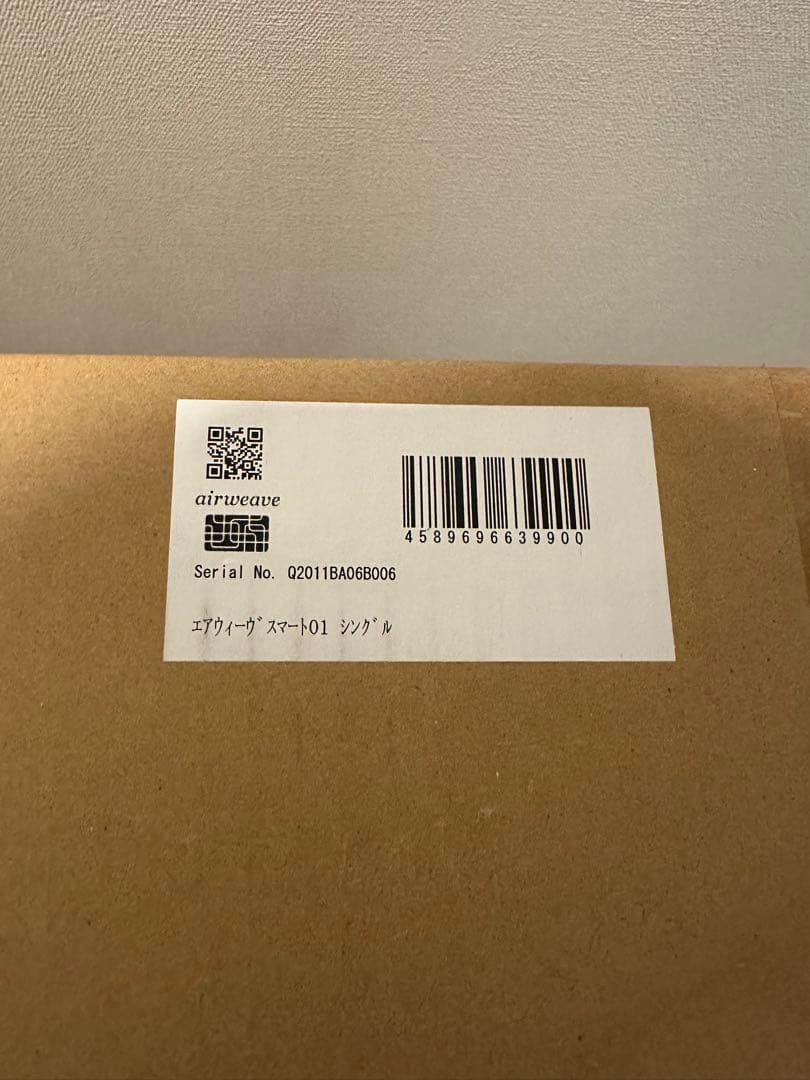 airweave
4589696639900
Serial No. Q2011BA06B006
ｴｱｳｨｰｳﾞｽﾏｰﾄ01 ｼﾝｸﾞﾙ